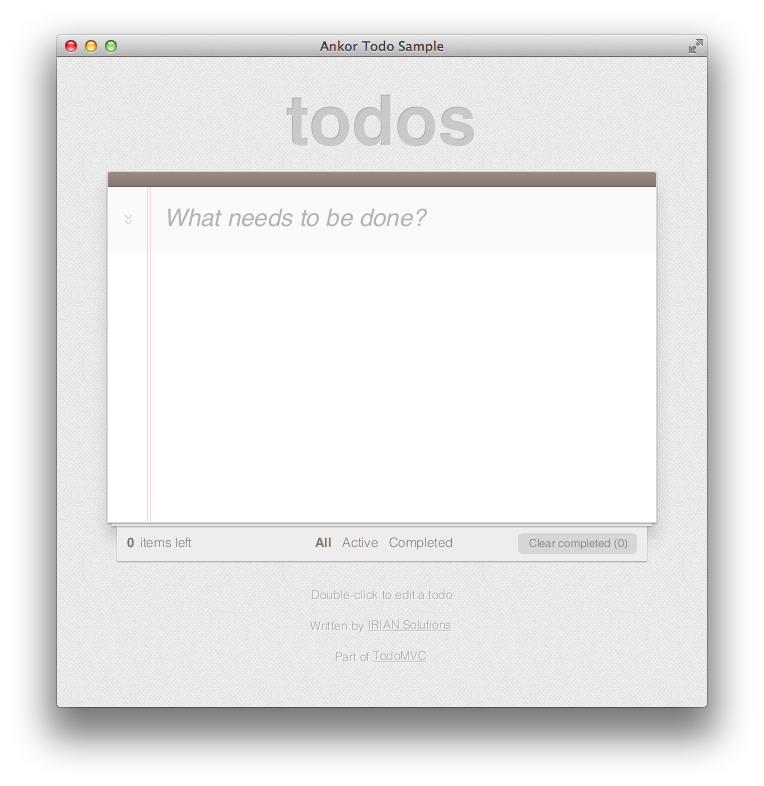 Ankor Todo Sample
todos
What needs to be done?
0 items left All Active Completed Clear completed (0)
Double-click to edit a todo
Written by IRIAN Solutions
Part of TodoMVC